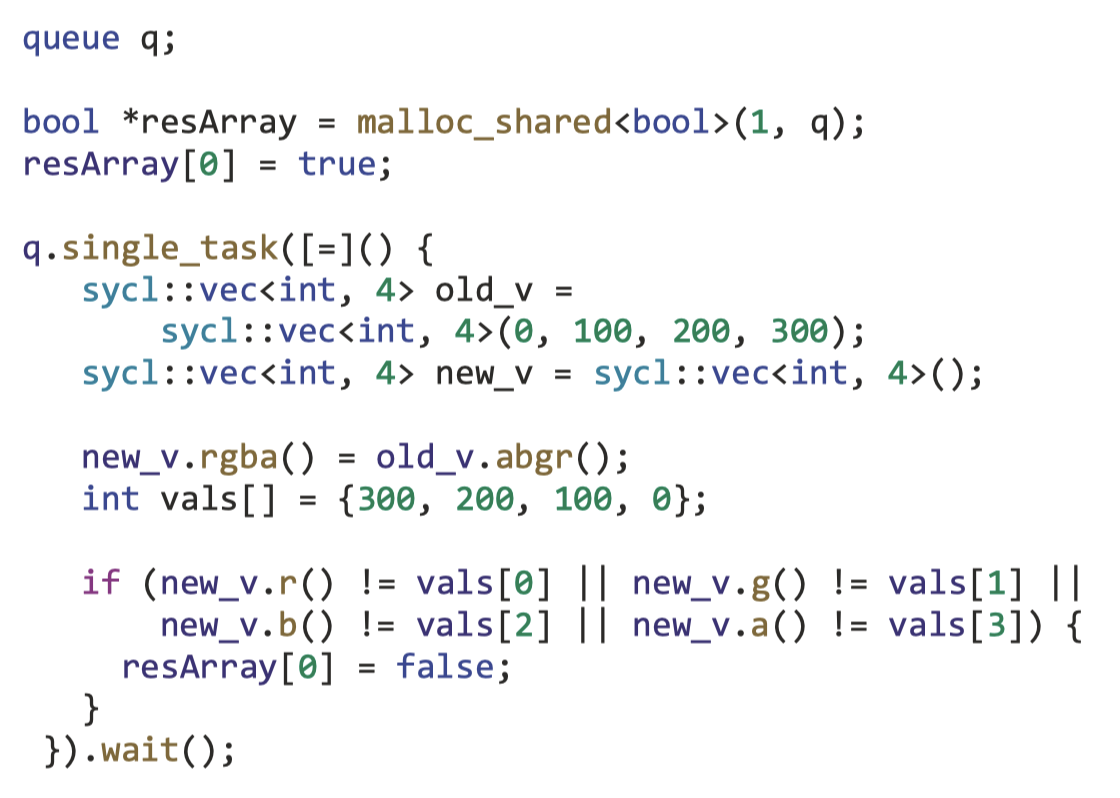 queue q;

bool *resArray = malloc_shared<bool>(1, q);
resArray[0] = true;

q.single_task([=]() {
   sycl::vec<int, 4> old_v =
       sycl::vec<int, 4>(0, 100, 200, 300);
   sycl::vec<int, 4> new_v = sycl::vec<int, 4>();

   new_v.rgba() = old_v.abgr();
   int vals[] = {300, 200, 100, 0};

   if (new_v.r() != vals[0] || new_v.g() != vals[1] ||
       new_v.b() != vals[2] || new_v.a() != vals[3]) {
     resArray[0] = false;
   }
 }).wait();